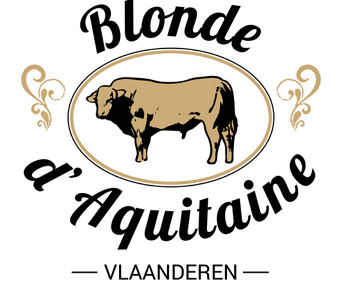 Blonde
d'Aquitaine
— VLAANDEREN —